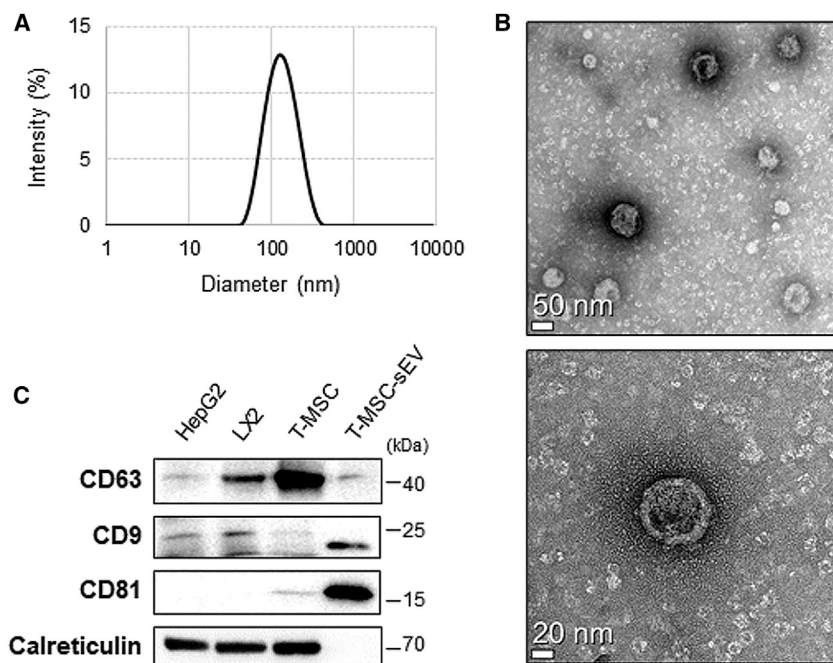 A
15
10
5
0
Intensity (%)
1 10 100 1000 10000
Diameter (nm)
B
50 nm
20 nm
C
HepG2 LX2 T-MSC T-MSC-sEV
(kDa)
CD63 –40
CD9 –25
CD81 –15
Calreticulin –70